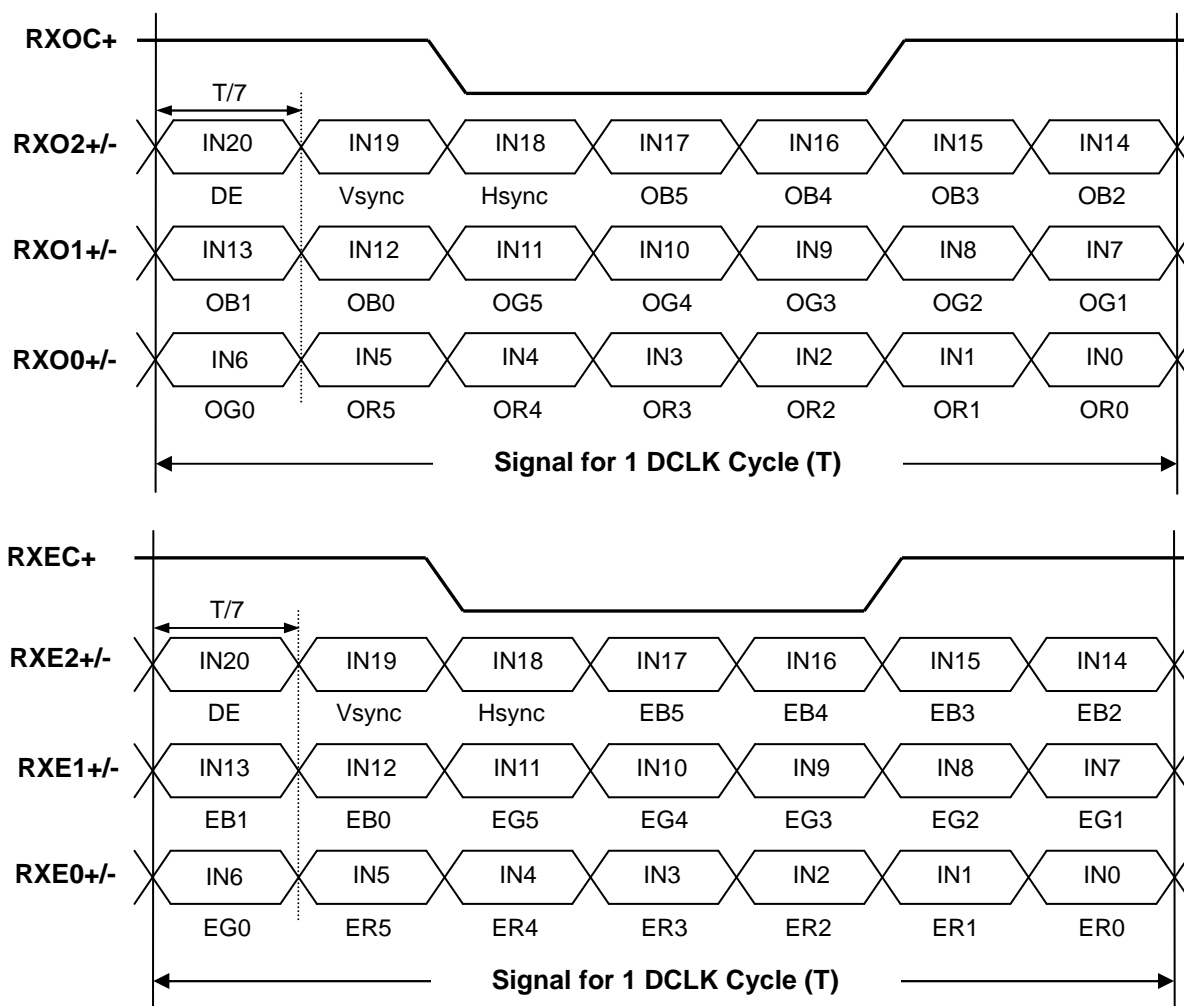 RXOC+
T/7
RXO2+/- IN20 IN19 IN18 IN17 IN16 IN15 IN14
DE Vsync Hsync OB5 OB4 OB3 OB2
RXO1+/- IN13 IN12 IN11 IN10 IN9 IN8 IN7
OB1 OB0 OG5 OG4 OG3 OG2 OG1
RXO0+/- IN6 IN5 IN4 IN3 IN2 IN1 IN0
OG0 OR5 OR4 OR3 OR2 OR1 OR0
Signal for 1 DCLK Cycle (T)
RXEC+
T/7
RXE2+/- IN20 IN19 IN18 IN17 IN16 IN15 IN14
DE Vsync Hsync EB5 EB4 EB3 EB2
RXE1+/- IN13 IN12 IN11 IN10 IN9 IN8 IN7
EB1 EB0 EG5 EG4 EG3 EG2 EG1
RXE0+/- IN6 IN5 IN4 IN3 IN2 IN1 IN0
EG0 ER5 ER4 ER3 ER2 ER1 ER0
Signal for 1 DCLK Cycle (T)